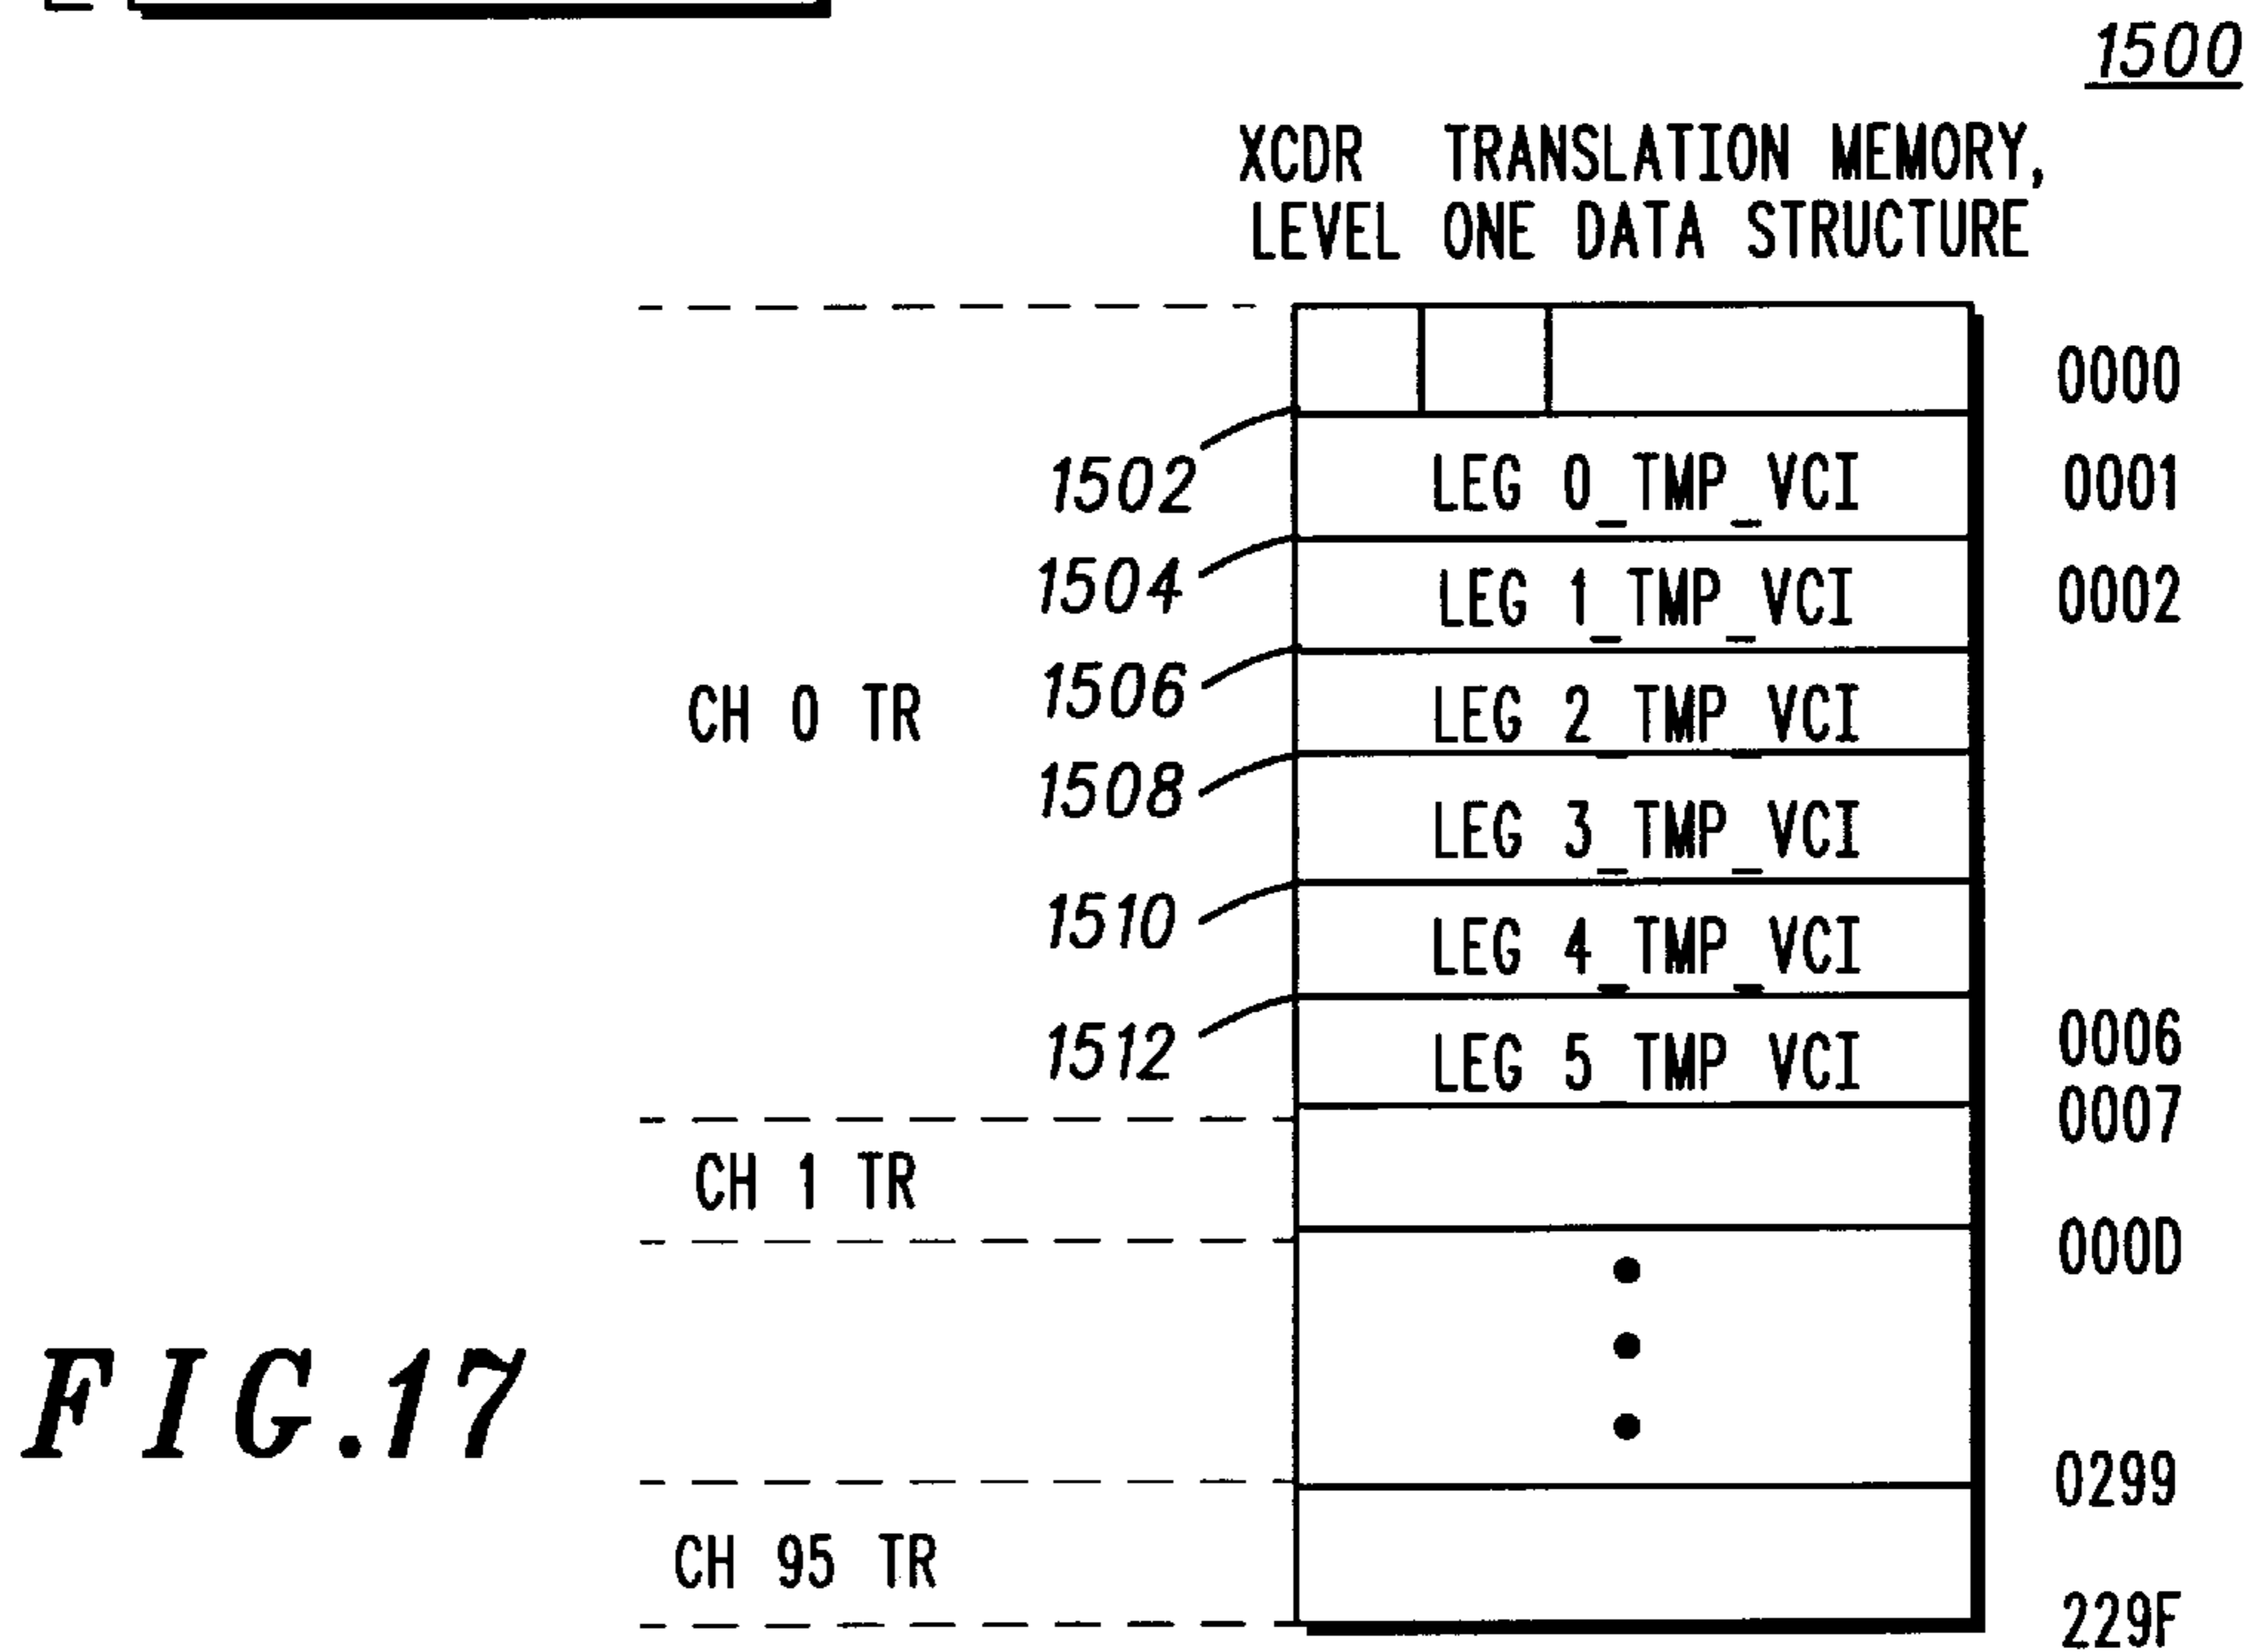 1500
XCDR TRANSLATION MEMORY,
LEVEL ONE DATA STRUCTURE
0000
1502 LEG 0_TMP_VCI 0001
1504 LEG 1_TMP_VCI 0002
CH 0 TR 1506 LEG 2_TMP_VCI
1508 LEG 3_TMP_VCI
1510 LEG 4_TMP_VCI
1512 LEG 5_TMP_VCI 0006
0007
CH 1 TR
000D
FIG.17
0299
CH 95 TR
229F